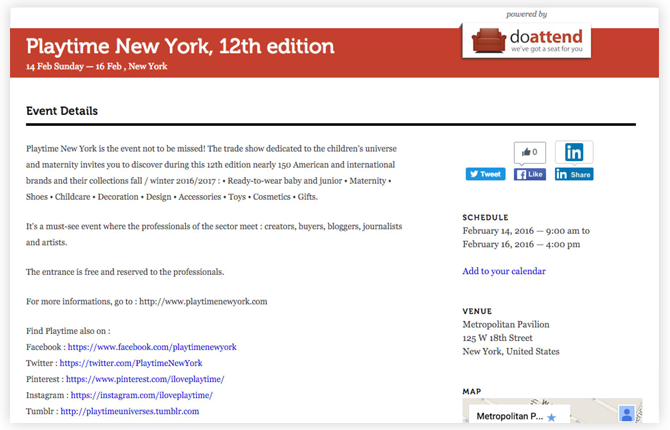 powered by
doattend
we've got a seat for you
Playtime New York, 12th edition
14 Feb Sunday — 16 Feb , New York
Event Details
Playtime New York is the event not to be missed! The trade show dedicated to the children's universe
and maternity invites you to discover during this 12th edition nearly 150 American and international
brands and their collections fall / winter 2016/2017 : • Ready-to-wear baby and junior • Maternity •
Shoes • Childcare • Decoration • Design • Accessories • Toys • Cosmetics • Gifts.
It's a must-see event where the professionals of the sector meet : creators, buyers, bloggers, journalists
and artists.
The entrance is free and reserved to the professionals.
For more informations, go to : http://www.playtimenewyork.com
Find Playtime also on :
Facebook : https://www.facebook.com/playtimenewyork
Twitter : https://twitter.com/PlaytimeNewYork
Pinterest : https://www.pinterest.com/iloveplaytime/
Instagram : https://instagram.com/iloveplaytime/
Tumblr : http://playtimeuniverses.tumblr.com
0
in
Tweet
f Like
in Share
SCHEDULE
February 14, 2016 — 9:00 am to
February 16, 2016 — 4:00 pm
Add to your calendar
VENUE
Metropolitan Pavilion
125 W 18th Street
New York, United States
MAP
Metropolitan P...